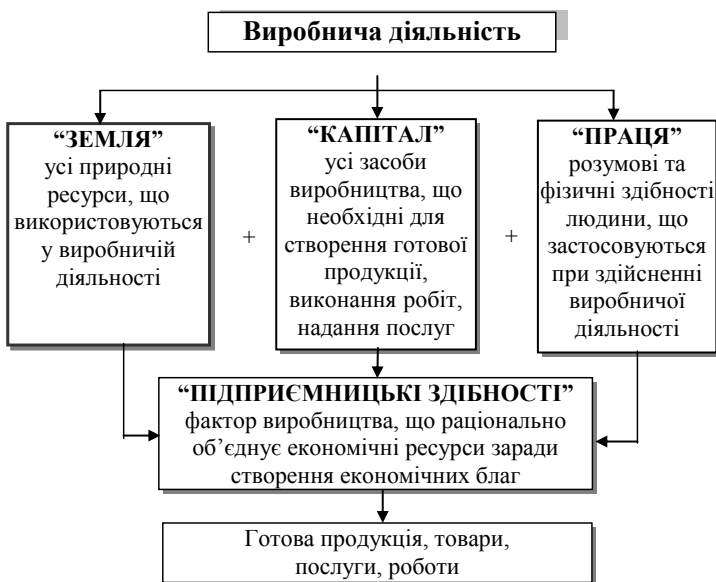 Виробнича діяльність
“ЗЕМЛЯ”
усі природні
ресурси, що
використовуються
у виробничій
діяльності
+
“КАПІТАЛ”
усі засоби
виробництва, що
необхідні для
створення готової
продукції,
виконання робіт,
надання послуг
+
“ПРАЦЯ”
розумові та
фізичні здібності
людини, що
застосовуються
при здійсненні
виробничої
діяльності
“ПІДПРИЄМНИЦЬКІ ЗДІБНОСТІ”
фактор виробництва, що раціонально
об’єднує економічні ресурси заради
створення економічних благ
Готова продукція, товари,
послуги, роботи